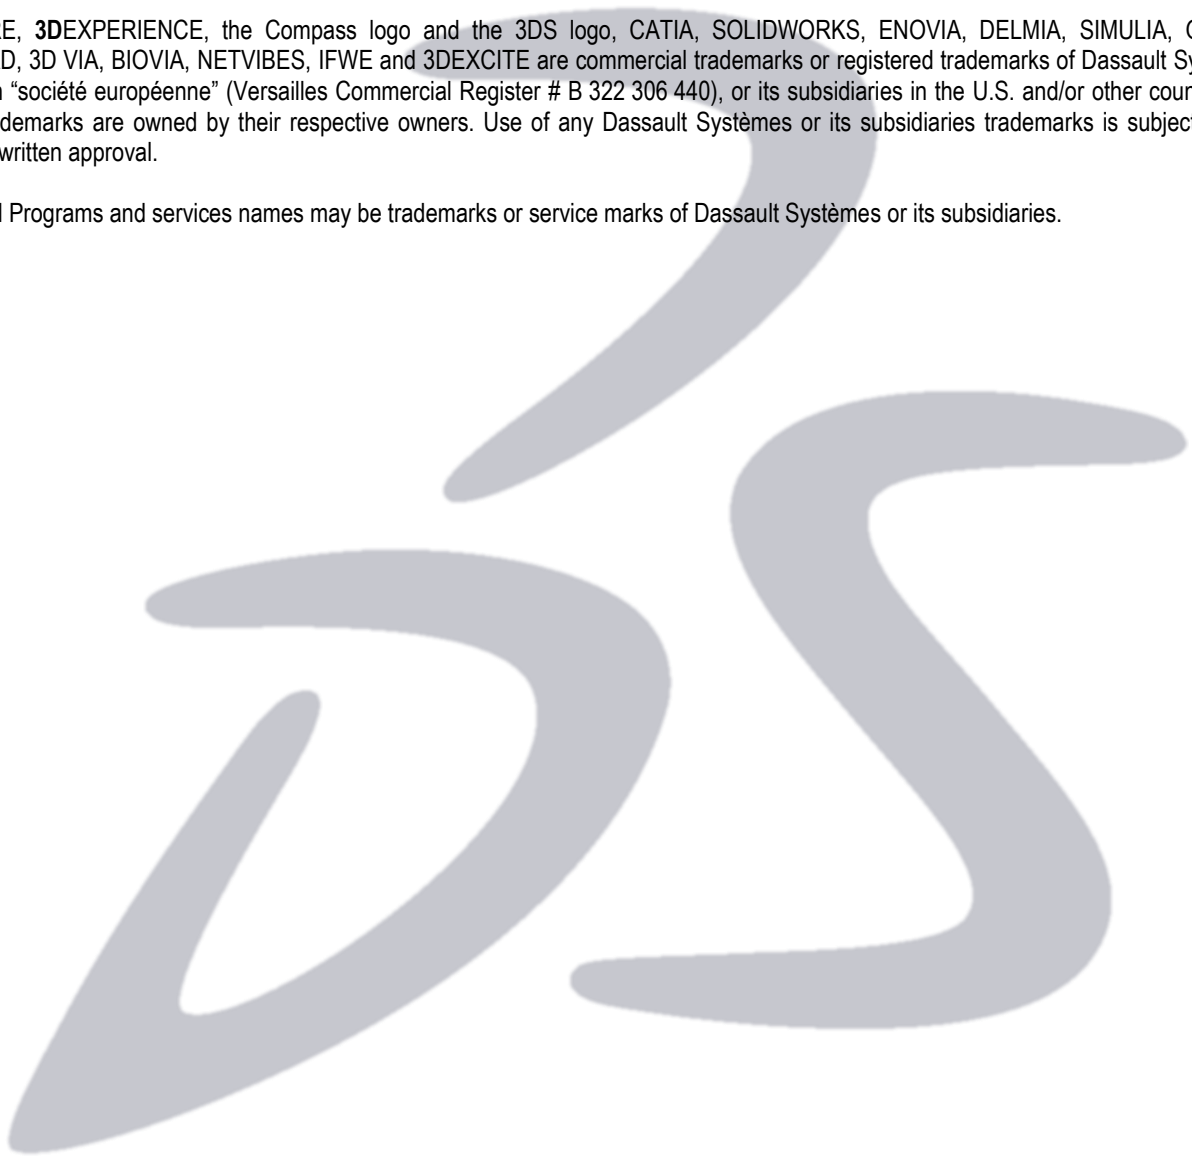 E, 3DEXPERIENCE, the Compass logo and the 3DS logo, CATIA, SOLIDWORKS, ENOVIA, DELMIA, SIMULIA,
D, 3D VIA, BIOVIA, NETVIBES, IFWE and 3DEXCITE are commercial trademarks or registered trademarks of Dassault Sy
“société européenne” (Versailles Commercial Register # B 322 306 440), or its subsidiaries in the U.S. and/or other coun
demarks are owned by their respective owners. Use of any Dassault Systèmes or its subsidiaries trademarks is subject
written approval.
Programs and services names may be trademarks or service marks of Dassault Systèmes or its subsidiaries.